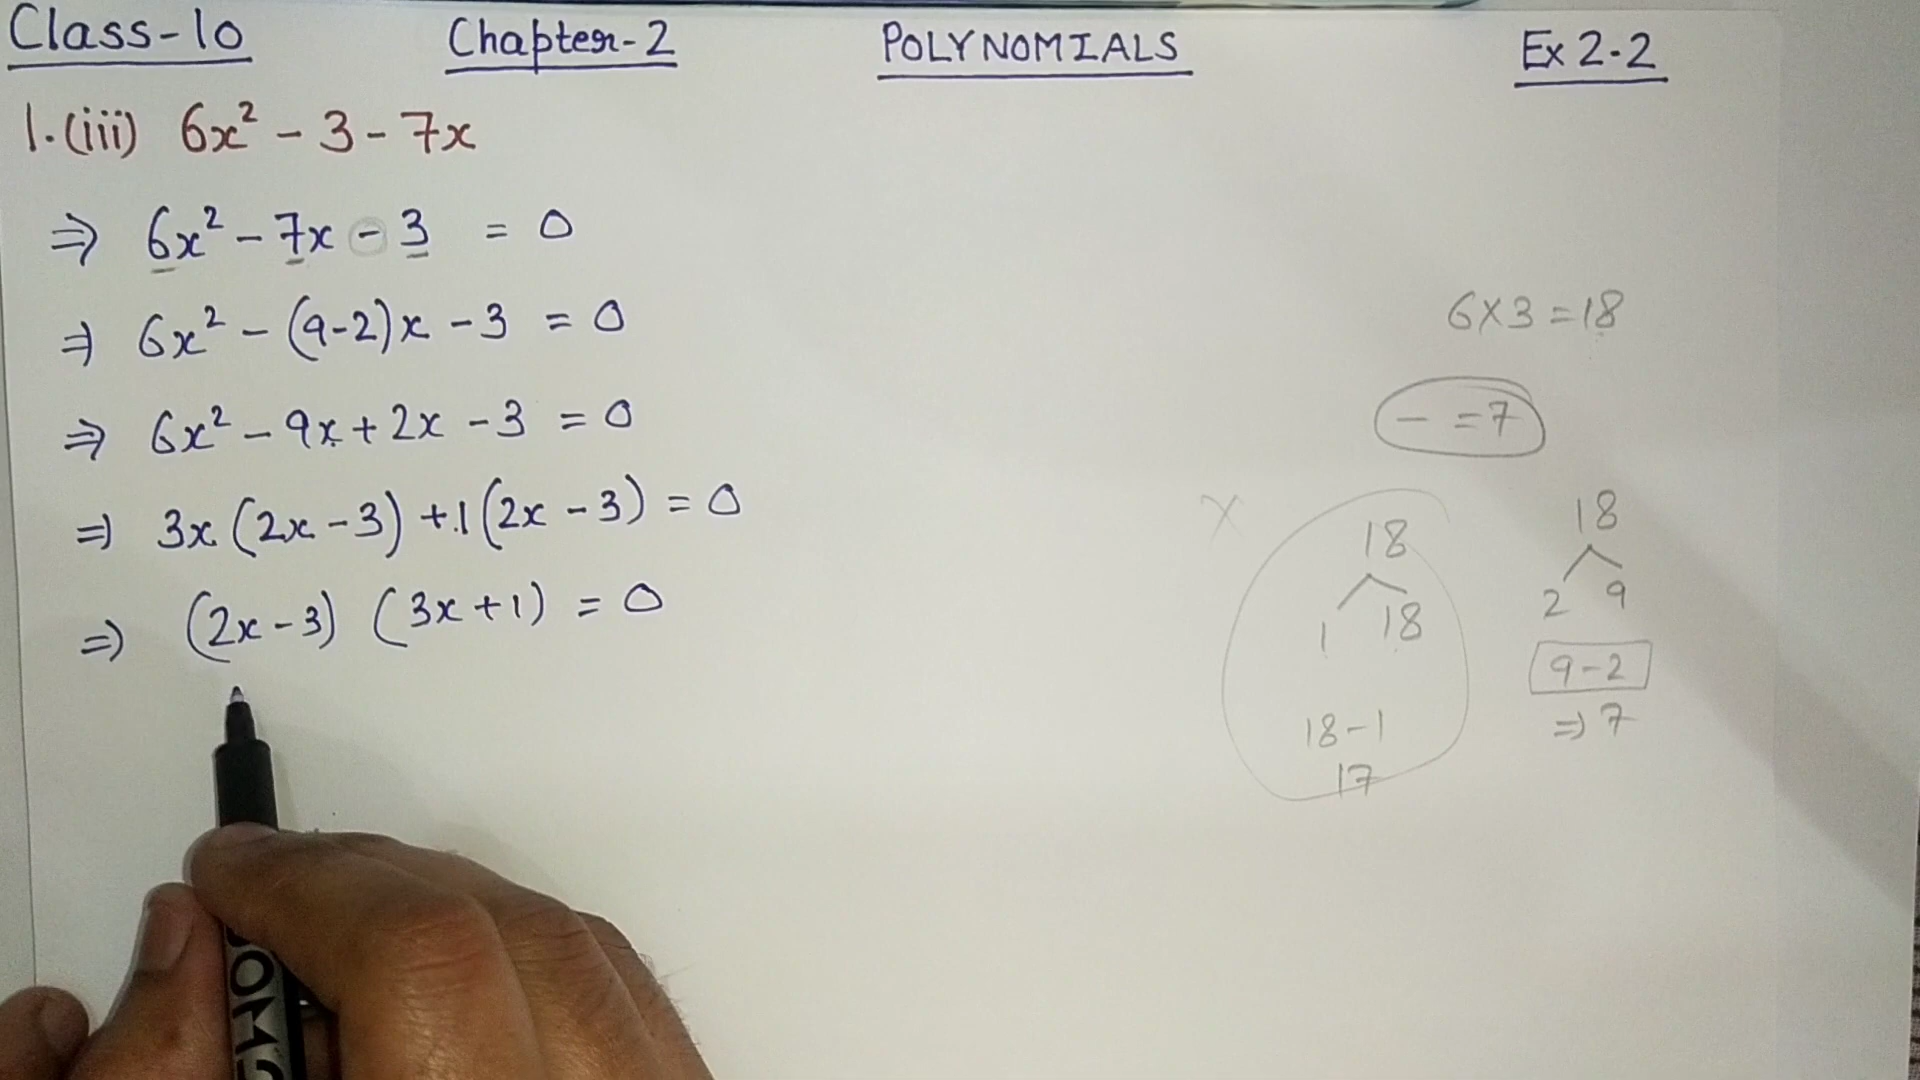 Class-10 Chapter-2 POLYNOMIALS Ex 2.2
1.(iii) 6x² - 3 - 7x
⇒ 6x² - 7x - 3 = 0
⇒ 6x² - (9-2)x - 3 = 0
⇒ 6x² - 9x + 2x - 3 = 0
⇒ 3x(2x - 3) + 1(2x - 3) = 0
⇒ (2x - 3) (3x + 1) = 0
6×3 = 18
- = 7
X
18
1 18
18-1
17
18
2 9
9-2
⇒ 7